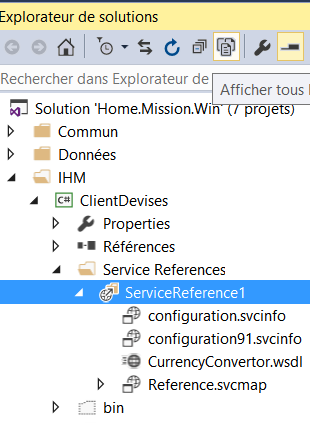 Explorateur de solutions
Rechercher dans Explorateur de
Afficher tous l
Solution 'Home.Mission.Win' (7 projets)
Commun
Données
IHM
C#
ClientDevises
Properties
Références
Service References
ServiceReference1
configuration.svcinfo
configuration91.svcinfo
CurrencyConvertor.wsdl
Reference.svcmap
bin